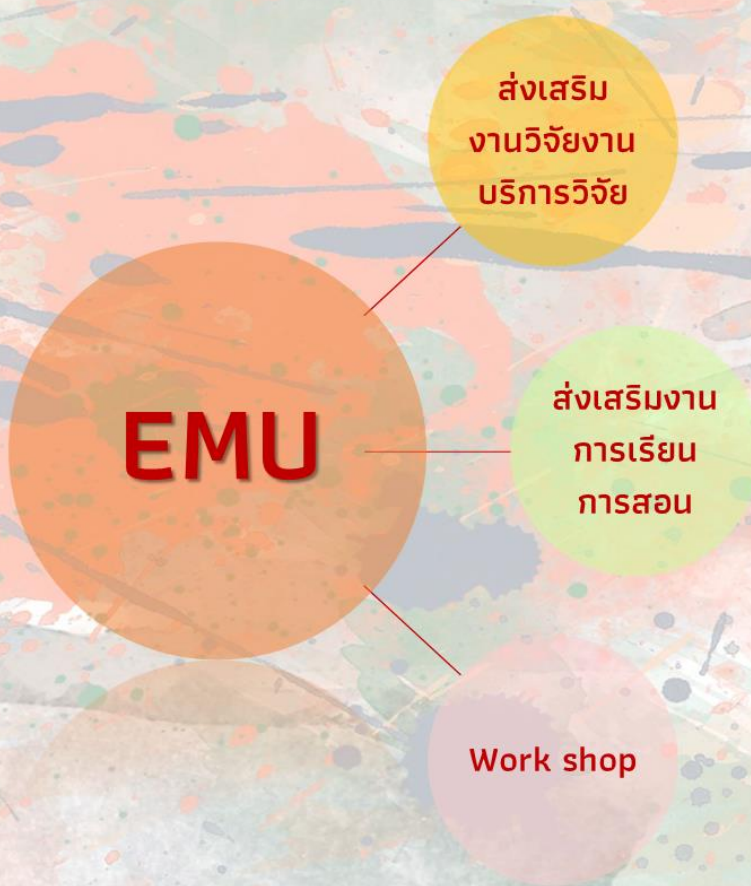 ส่งเสริม
งานวิจัยงาน
บริการวิจัย
EMU
ส่งเสริมงาน
การเรียน
การสอน
Work shop